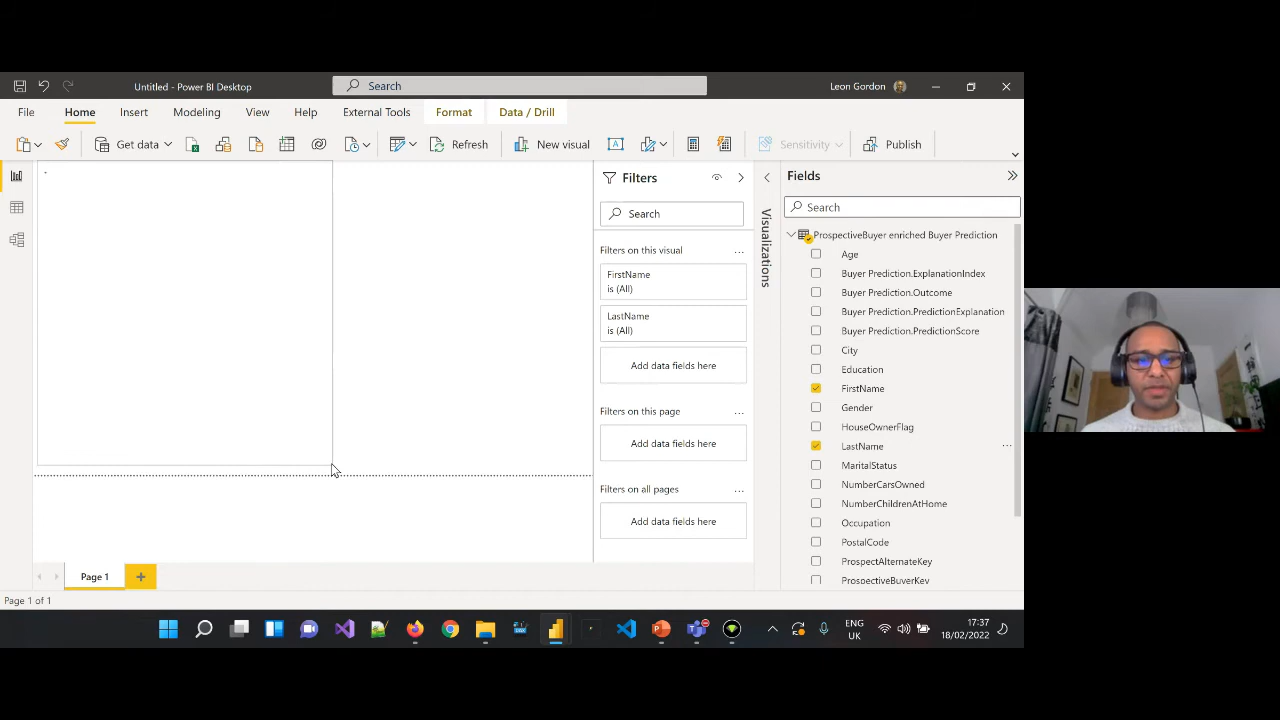 Untitled - Power BI Desktop
Search
Leon Gordon
File
Home
Insert
Modeling
View
Help
External Tools
Format
Data / Drill
Get data
Refresh
New visual
Sensitivity
Publish
Filters
Search
Filters on this visual
...
FirstName
is (All)
LastName
is (All)
Add data fields here
Filters on this page
...
Add data fields here
Filters on all pages
...
Add data fields here
Visualizations
Fields
Search
ProspectiveBuyer enriched Buyer Prediction
Age
Buyer Prediction.ExplanationIndex
Buyer Prediction.Outcome
Buyer Prediction.PredictionExplanation
Buyer Prediction.PredictionScore
City
Education
FirstName
Gender
HouseOwnerFlag
LastName
...
MaritalStatus
NumberCarsOwned
NumberChildrenAtHome
Occupation
PostalCode
ProspectAlternateKey
ProspectiveBuyerKey
Page 1
Page 1 of 1
ENG
UK
17:37
18/02/2022